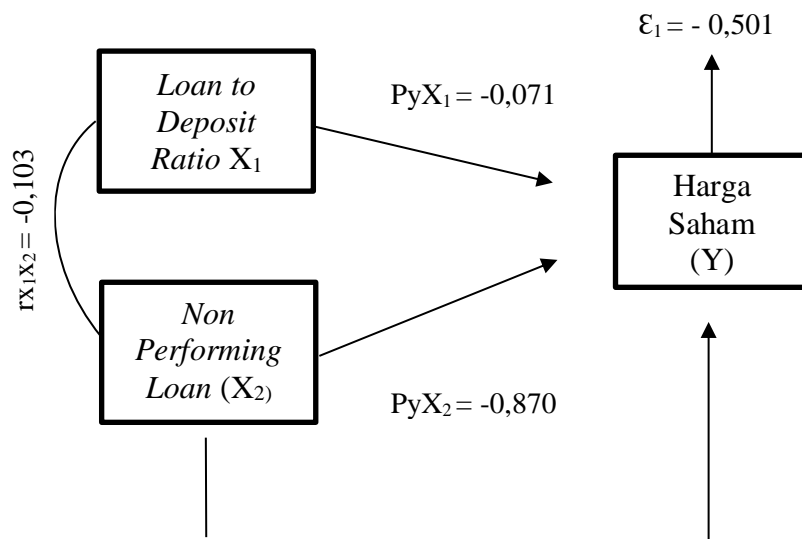 Ɛ1 = - 0,501
Loan to
Deposit
Ratio X1
PyX1 = -0,071
Harga
Saham
(Y)
rx1x2 = -0,103
Non
Performing
Loan (X2)
PyX2 = -0,870